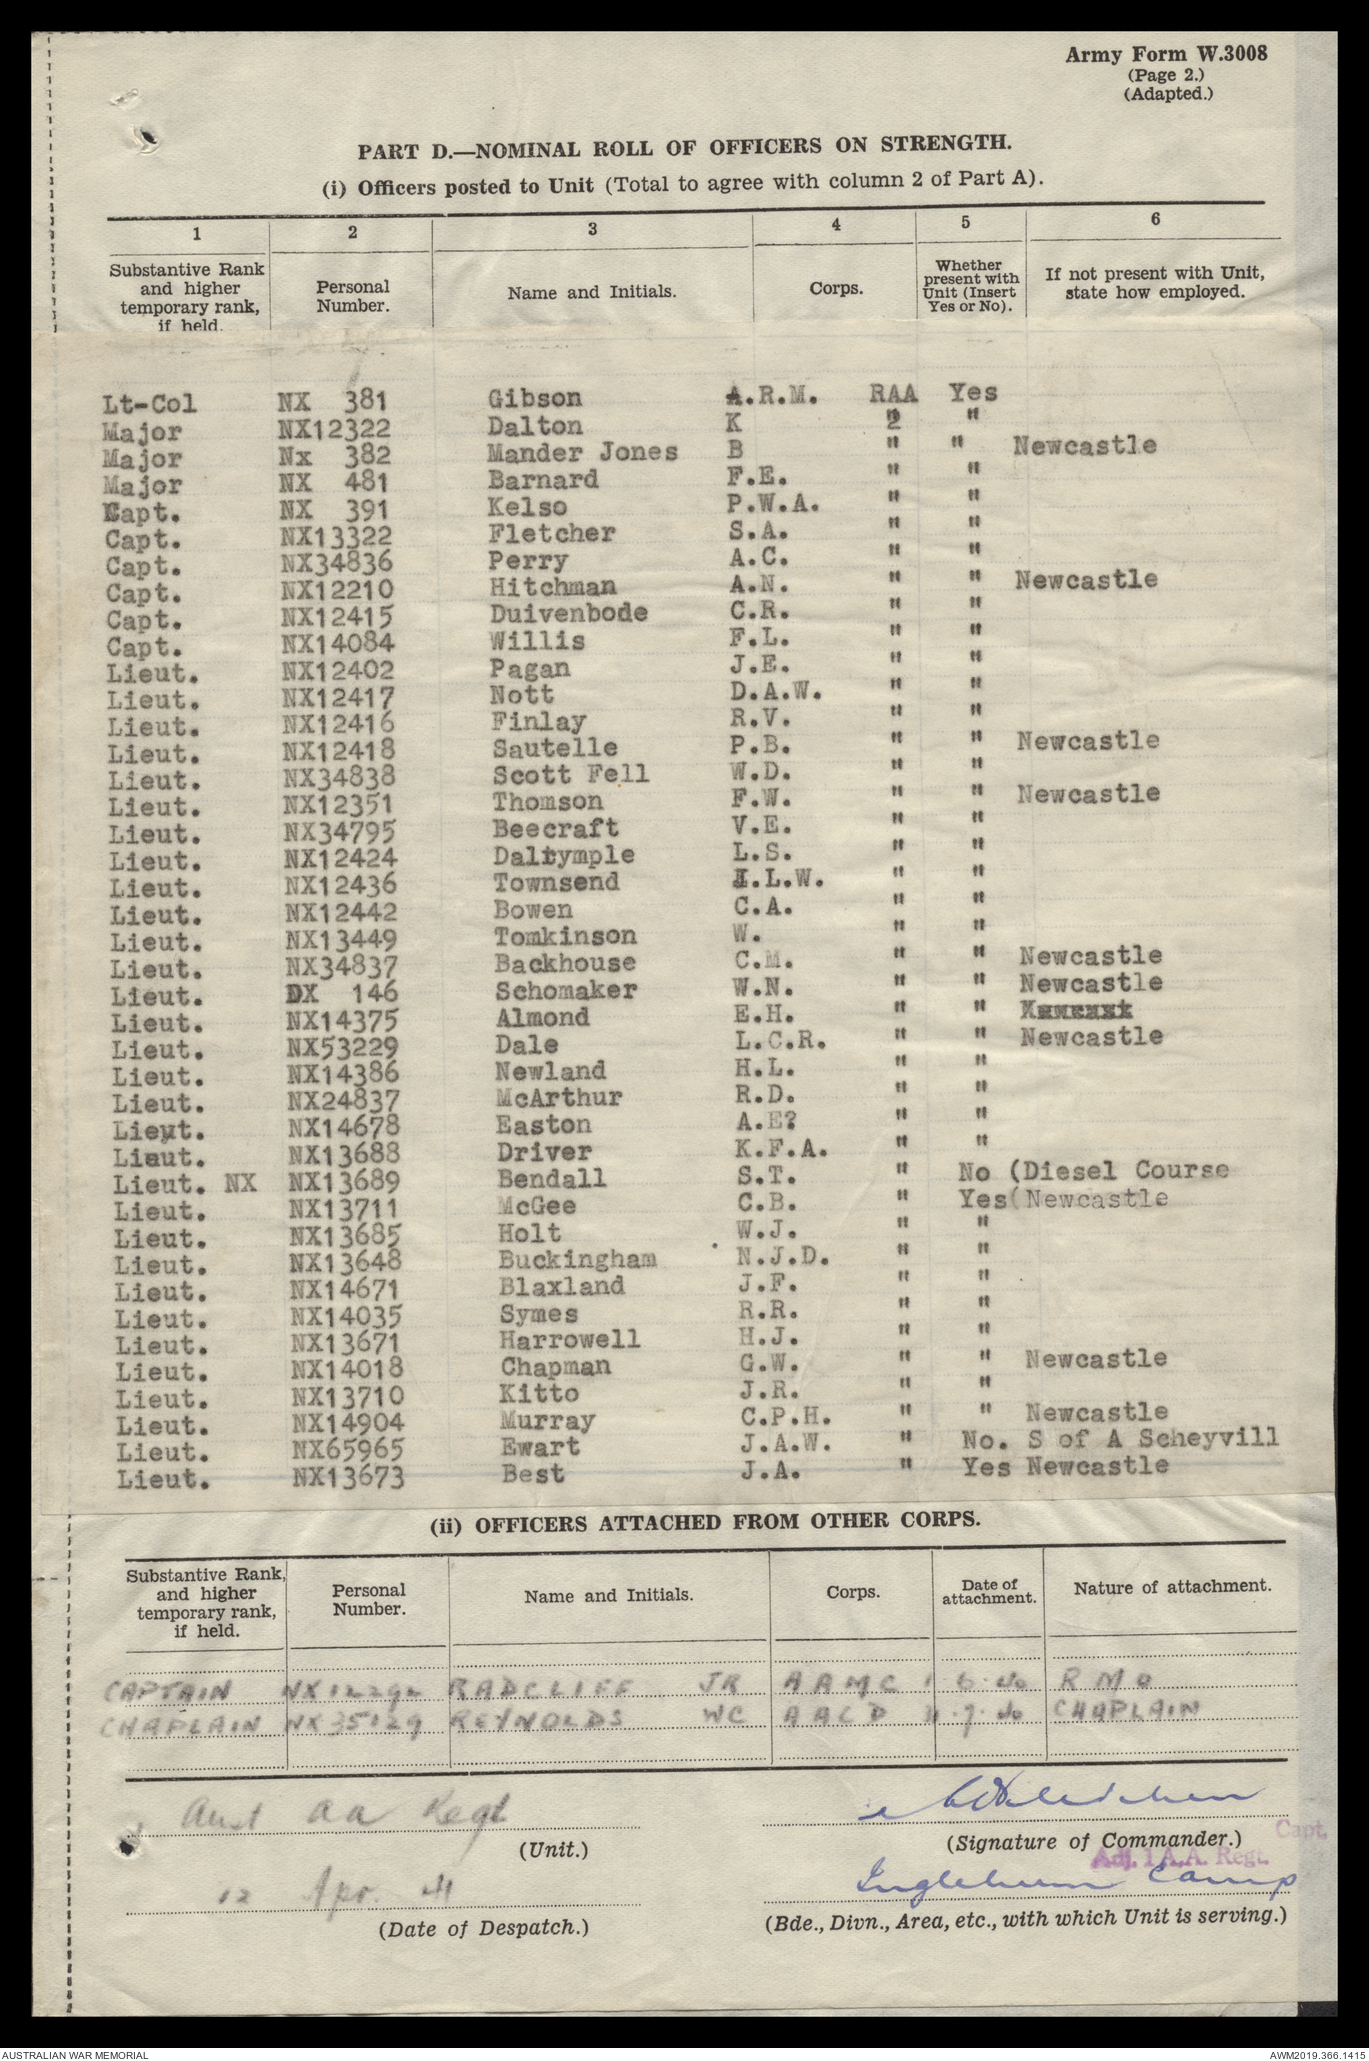 Army Form W.3008
(Page 2.)
(Adapted.)
PART D.—NOMINAL ROLL OF OFFICERS ON STRENGTH.
(i) Officers posted to Unit (Total to agree with column 2 of Part A).
1 2 3 4 5 6
Substantive Rank and higher temporary rank, if held. Personal Number. Name and Initials. Corps. Whether present with Unit (Insert Yes or No). If not present with Unit, state how employed.
Lt-Col NX 381 Gibson A.R.M. RAA Yes
Major NX12322 Dalton K " "
Major Nx 382 Mander Jones B " " Newcastle
Major NX 481 Barnard F.E. " "
Capt. NX 391 Kelso P.W.A. " "
Capt. NX13322 Fletcher S.A. " "
Capt. NX34836 Perry A.C. " "
Capt. NX12210 Hitchman A.N. " " Newcastle
Capt. NX12415 Duivenbode C.R. " "
Capt. NX14084 Willis F.L. " "
Lieut. NX12402 Pagan J.E. " "
Lieut. NX12417 Nott D.A.W. " "
Lieut. NX12416 Finlay R.V. " "
Lieut. NX12418 Sautelle P.B. " " Newcastle
Lieut. NX34838 Scott Fell W.D. " "
Lieut. NX12351 Thomson F.W. " " Newcastle
Lieut. NX34795 Beecraft V.E. " "
Lieut. NX12424 Dalrymple L.S. " "
Lieut. NX12436 Townsend I.L.W. " "
Lieut. NX12442 Bowen C.A. " "
Lieut. NX13449 Tomkinson W. " "
Lieut. NX34837 Backhouse C.M. " " Newcastle
Lieut. DX 146 Schomaker W.N. " " Newcastle
Lieut. NX14375 Almond E.H. " "
Lieut. NX53229 Dale L.C.R. " " Newcastle
Lieut. NX14386 Newland H.L. " "
Lieut. NX24837 McArthur R.D. " "
Lieut. NX14678 Easton A.E? " "
Lieut. NX13688 Driver K.F.A. " "
Lieut. NX NX13689 Bendall S.T. " No (Diesel Course
Lieut. NX13711 McGee C.B. " Yes(Newcastle
Lieut. NX13685 Holt W.J. " "
Lieut. NX13648 Buckingham N.J.D. " "
Lieut. NX14671 Blaxland J.F. " "
Lieut. NX14035 Symes R.R. " "
Lieut. NX13671 Harrowell H.J. " "
Lieut. NX14018 Chapman G.W. " " Newcastle
Lieut. NX13710 Kitto J.R. " "
Lieut. NX14904 Murray C.P.H. " " Newcastle
Lieut. NX65965 Ewart J.A.W. " No. S of A Scheyvill
Lieut. NX13673 Best J.A. " Yes Newcastle
(ii) OFFICERS ATTACHED FROM OTHER CORPS.
Substantive Rank, and higher temporary rank, if held. Personal Number. Name and Initials. Corps. Date of attachment. Nature of attachment.
CAPTAIN NX12292 RADCLIFF JR AAMC 1.6.40 RMO
CHAPLAIN NX35129 REYNOLDS WC AACD 11.7.40 CHAPLAIN
Aust AA Regt
(Unit.)
(Signature of Commander.) Capt.
Adj. 1 A.A. Regt.
12 Apr. 41
Ingleburn Camp
(Date of Despatch.)
(Bde., Divn., Area, etc., with which Unit is serving.)
AUSTRALIAN WAR MEMORIAL
AWM2019.366.1415